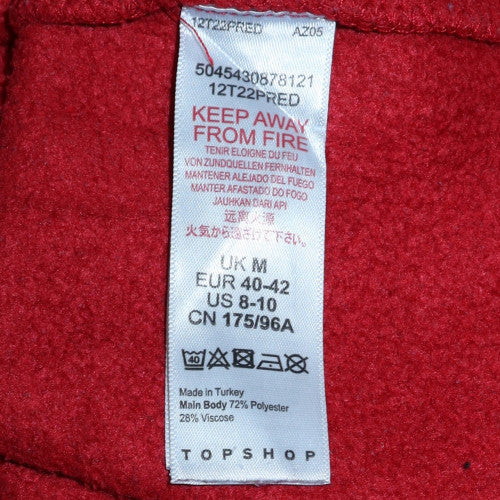 12T22PRED AZ05
5045430878121
12T22PRED
KEEP AWAY
FROM FIRE
TENIR ELOIGNE DU FEU
VON ZUNDQUELLEN FERNHALTEN
MANTENER ALEJADO DEL FUEGO
MANTER AFASTADO DO FOGO
JAUHKAN DARI API
远离火源
火気から遠ざけて下さい。
UK M
EUR 40-42
US 8-10
CN 175/96A
40
Made in Turkey
Main Body 72% Polyester
28% Viscose
TOPSHOP